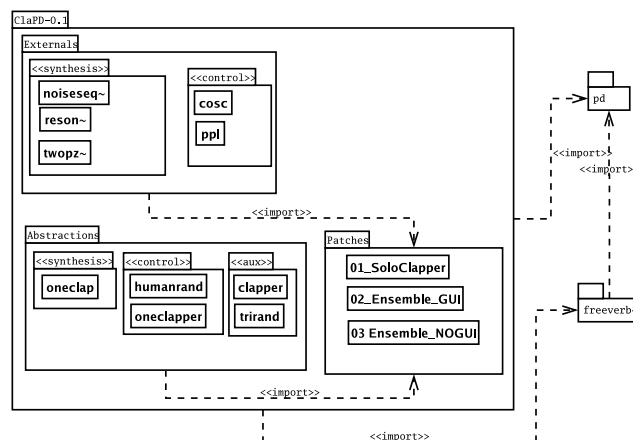 ClaPD-0.1
Externals
<<synthesis>>
noiseseq~
reson~
twopz~
<<control>>
cosc
ppl
pd
<<import>>
<<import>
<<import>>
Abstractions
<<synthesis>>
oneclap
<<control>>
humanrand
oneclapper
<<aux>>
clapper
trirand
Patches
01_SoloClapper
02_Ensemble_GUI
03 Ensemble_NOGUI
freeverb
<<import>>
<<import>>